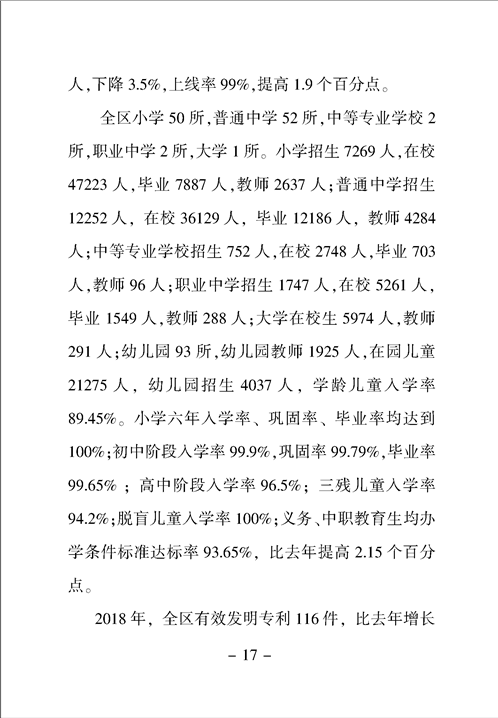 人,下降 3.5%,上线率 99%,提高 1.9 个百分点。
全区小学 50 所,普通中学 52 所,中等专业学校 2
所,职业中学 2 所,大学 1 所。小学招生 7269 人,在校
47223 人,毕业 7887 人,教师 2637 人;普通中学招生
12252 人，在校 36129 人，毕业 12186 人，教师 4284
人;中等专业学校招生 752 人,在校 2748 人,毕业 703
人,教师 96 人;职业中学招生 1747 人,在校 5261 人，
毕业 1549 人,教师 288 人;大学在校生 5974 人,教师
291 人;幼儿园 93 所,幼儿园教师 1925 人,在园儿童
21275 人，幼儿园招生 4037 人，学龄儿童入学率
89.45%。小学六年入学率、巩固率、毕业率均达到
100%;初中阶段入学率 99.9%,巩固率 99.79%,毕业率
99.65%；高中阶段入学率 96.5%；三残儿童入学率
94.2%;脱盲儿童入学率 100%;义务、中职教育生均办
学条件标准达标率 93.65%，比去年提高 2.15 个百分
点。
2018 年，全区有效发明专利 116 件，比去年增长
- 17 -